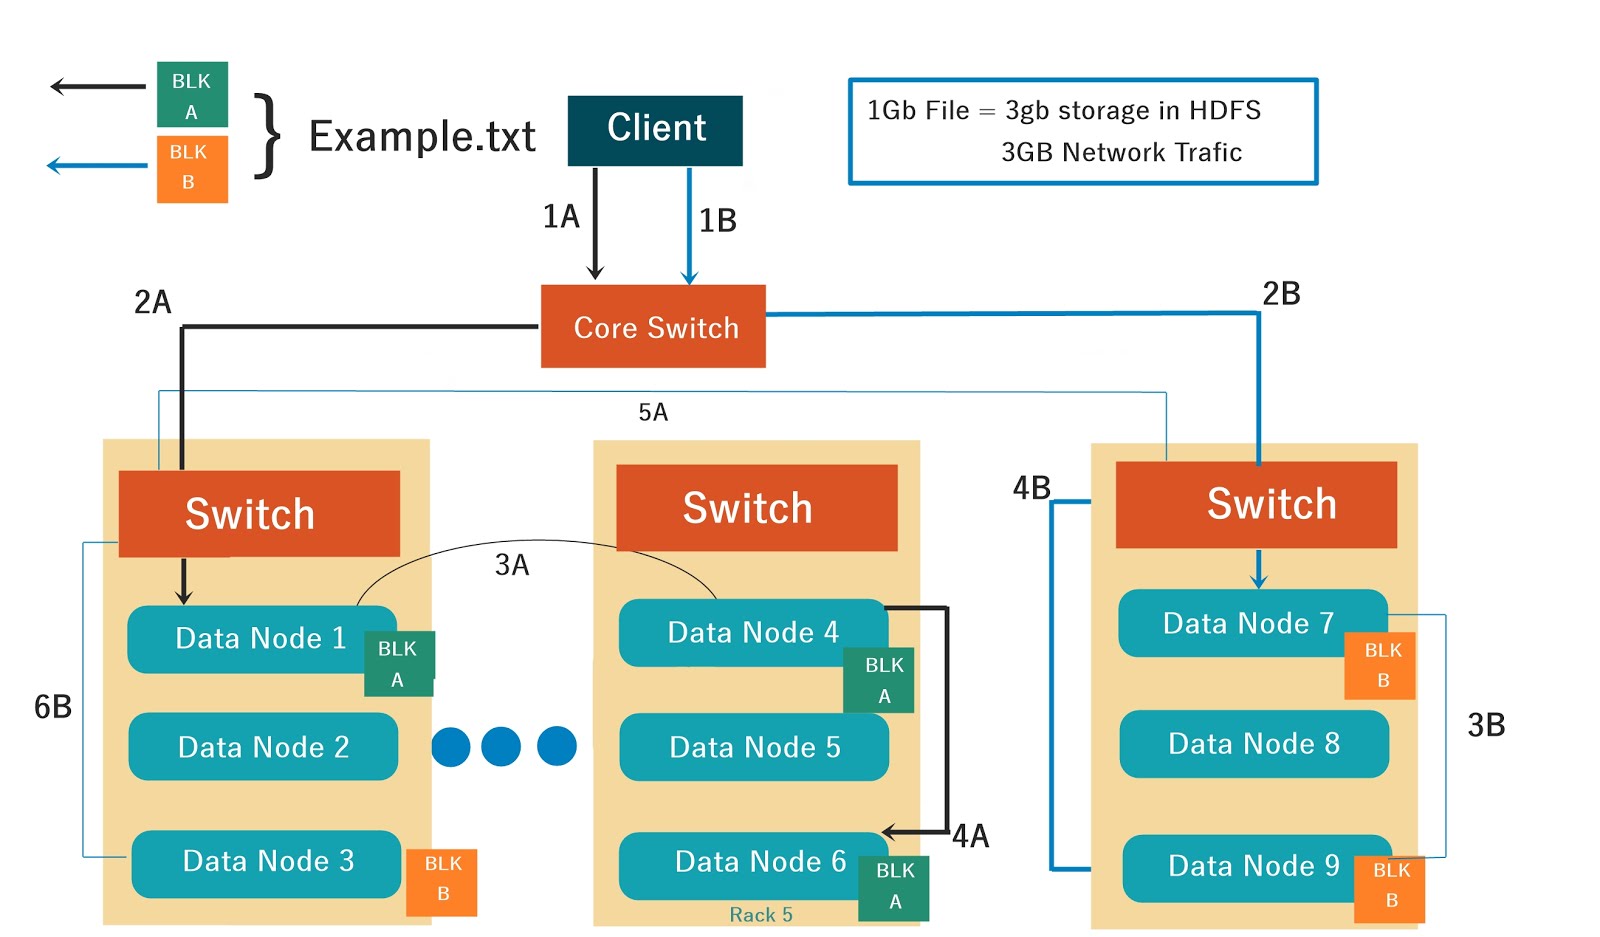 BLK
A
BLK
B
}
Example.txt
Client
1Gb File = 3gb storage in HDFS
3GB Network Trafic
1A
1B
2A
Core Switch
2B
5A
Switch
Switch
4B
Switch
3A
Data Node 1
BLK
A
Data Node 4
BLK
A
Data Node 7
BLK
B
6B
Data Node 2
Data Node 5
Data Node 8
3B
Data Node 3
BLK
B
Data Node 6
BLK
A
4A
Rack 5
Data Node 9
BLK
B